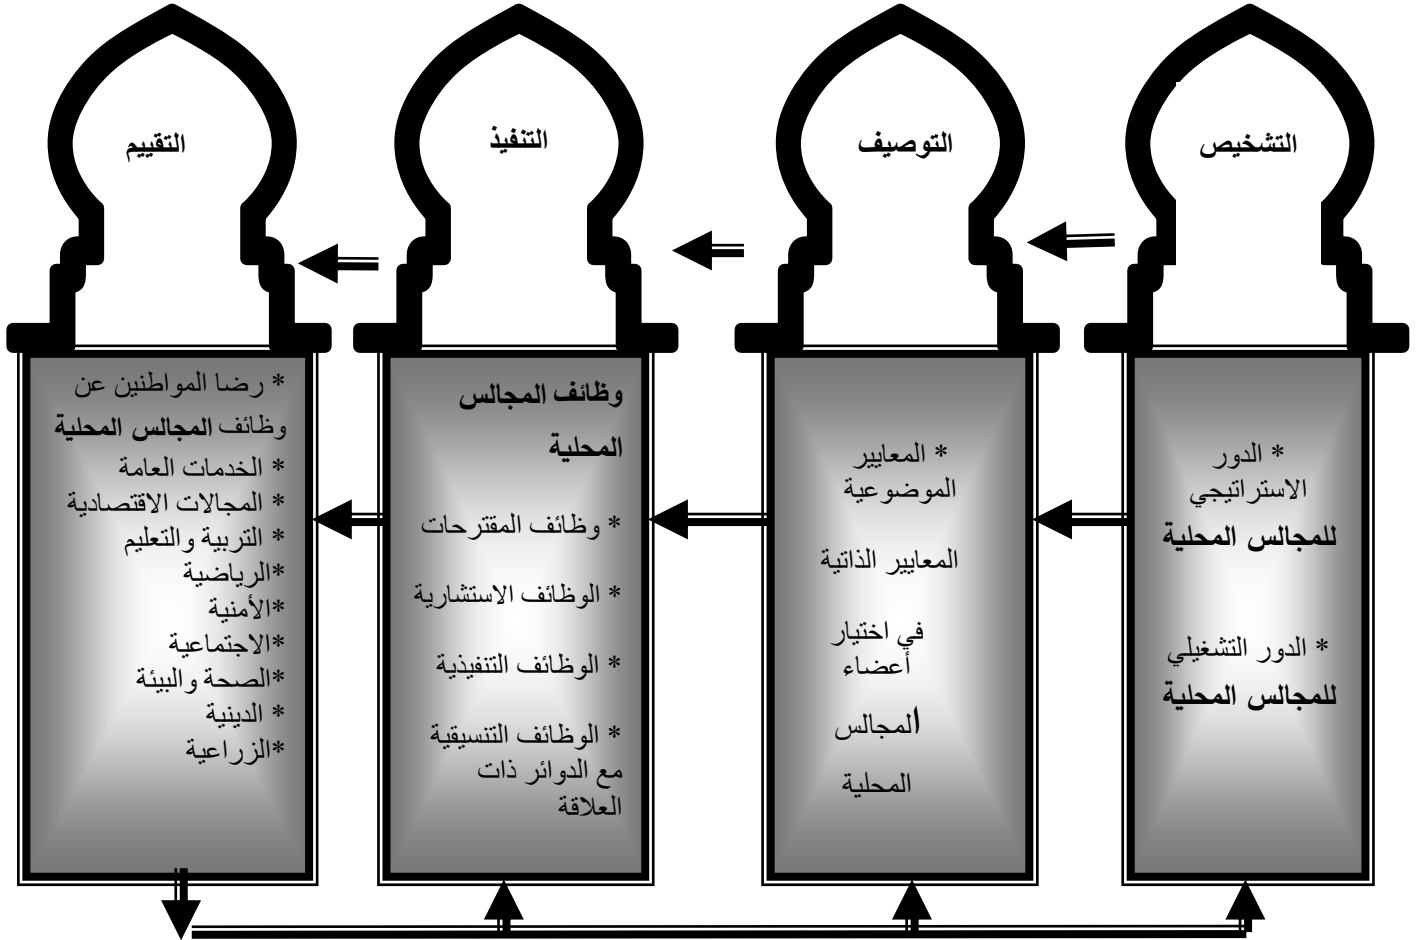 التشخيص
التوصيف
التنفيذ
التقييم
* الدور
الاستراتيجي
للمجالس المحلية
* الدور التشغيلي
للمجالس المحلية
* المعايير
الموضوعية
المعايير الذاتية
في اختيار
أعضاء
المجالس
المحلية
وظائف المجالس
المحلية
* وظائف المقترحات
* الوظائف الاستشارية
* الوظائف التنفيذية
* الوظائف التنسيقية
مع الدوائر ذات
العلاقة
* رضا المواطنين عن
وظائف المجالس المحلية
* الخدمات العامة
* المجالات الاقتصادية
* التربية والتعليم
*الرياضية
*الأمنية
*الاجتماعية
*الصحة والبيئة
* الدينية
*الزراعية